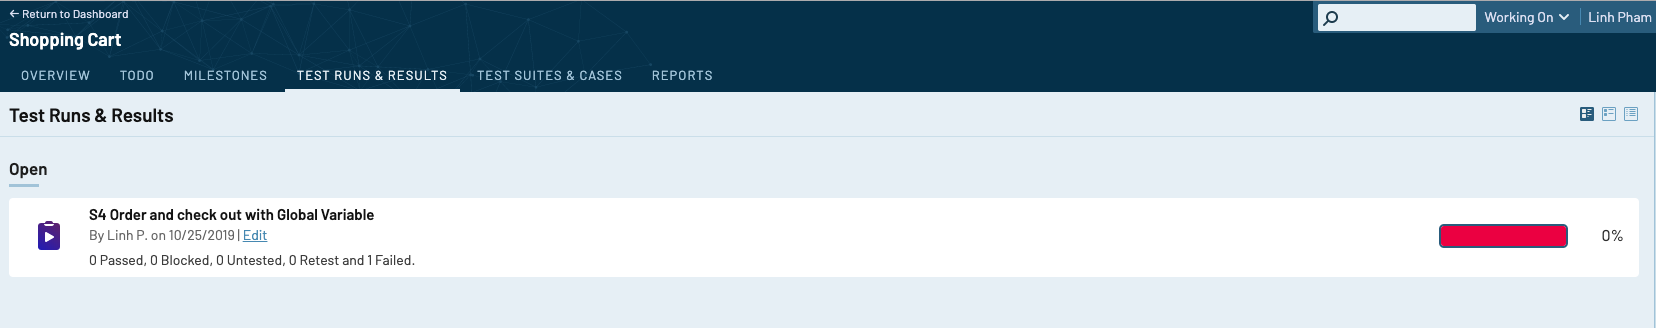 ← Return to Dashboard
Working On
Linh Pham
Shopping Cart
OVERVIEW TODO MILESTONES TEST RUNS & RESULTS TEST SUITES & CASES REPORTS
Test Runs & Results
Open
S4 Order and check out with Global Variable
By Linh P. on 10/25/2019 | Edit
0%
0 Passed, 0 Blocked, 0 Untested, 0 Retest and 1 Failed.